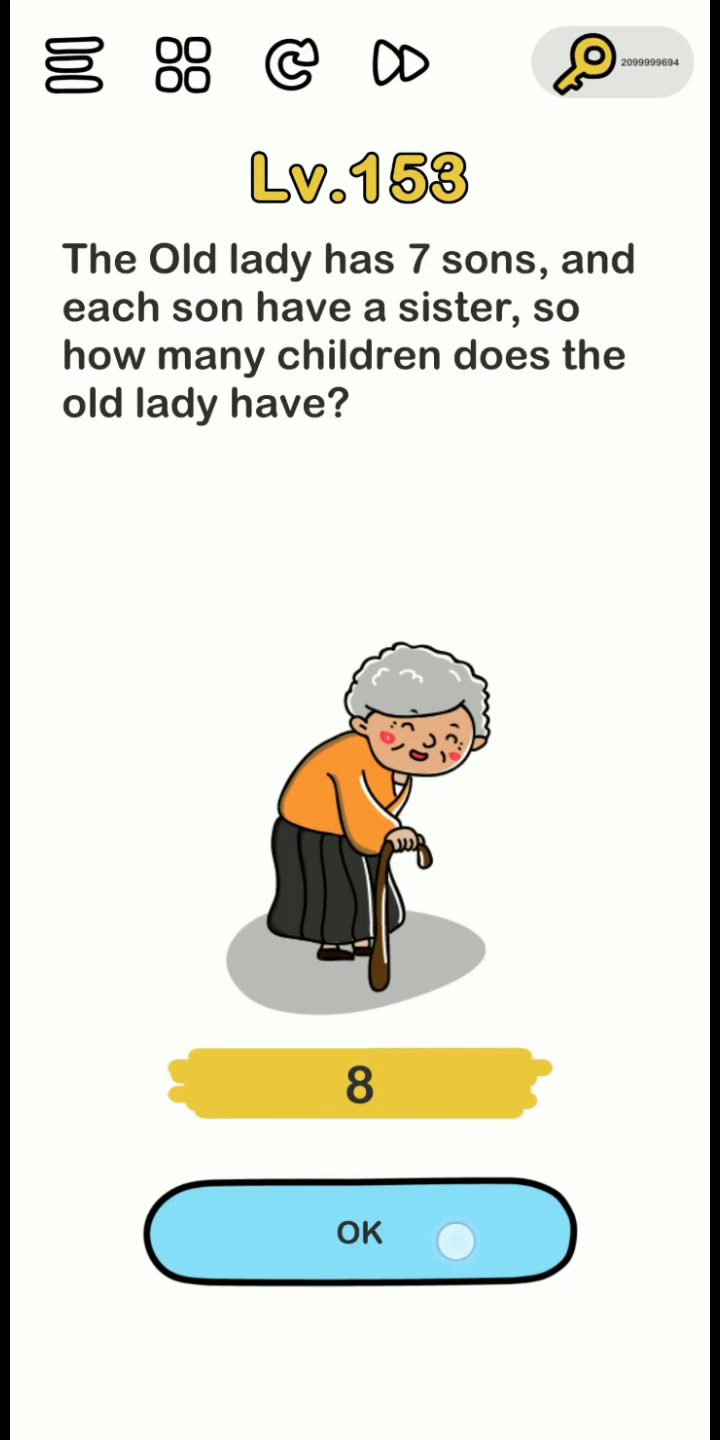 2099999694
Lv.153
The Old lady has 7 sons, and
each son have a sister, so
how many children does the
old lady have?
8
OK